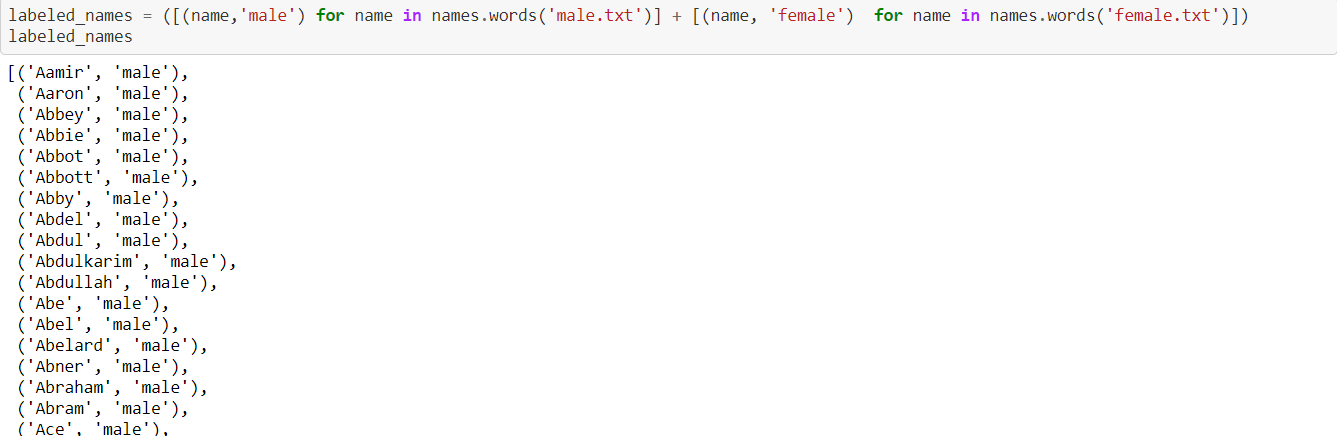 labeled_names = ([(name,'male') for name in names.words('male.txt')] + [(name, 'female')  for name in names.words('female.txt')])
labeled_names
[('Aamir', 'male'),
('Aaron', 'male'),
('Abbey', 'male'),
('Abbie', 'male'),
('Abbot', 'male'),
('Abbott', 'male'),
('Abby', 'male'),
('Abdel', 'male'),
('Abdul', 'male'),
('Abdulkarim', 'male'),
('Abdullah', 'male'),
('Abe', 'male'),
('Abel', 'male'),
('Abelard', 'male'),
('Abner', 'male'),
('Abraham', 'male'),
('Abram', 'male'),
('Ace', 'male'),